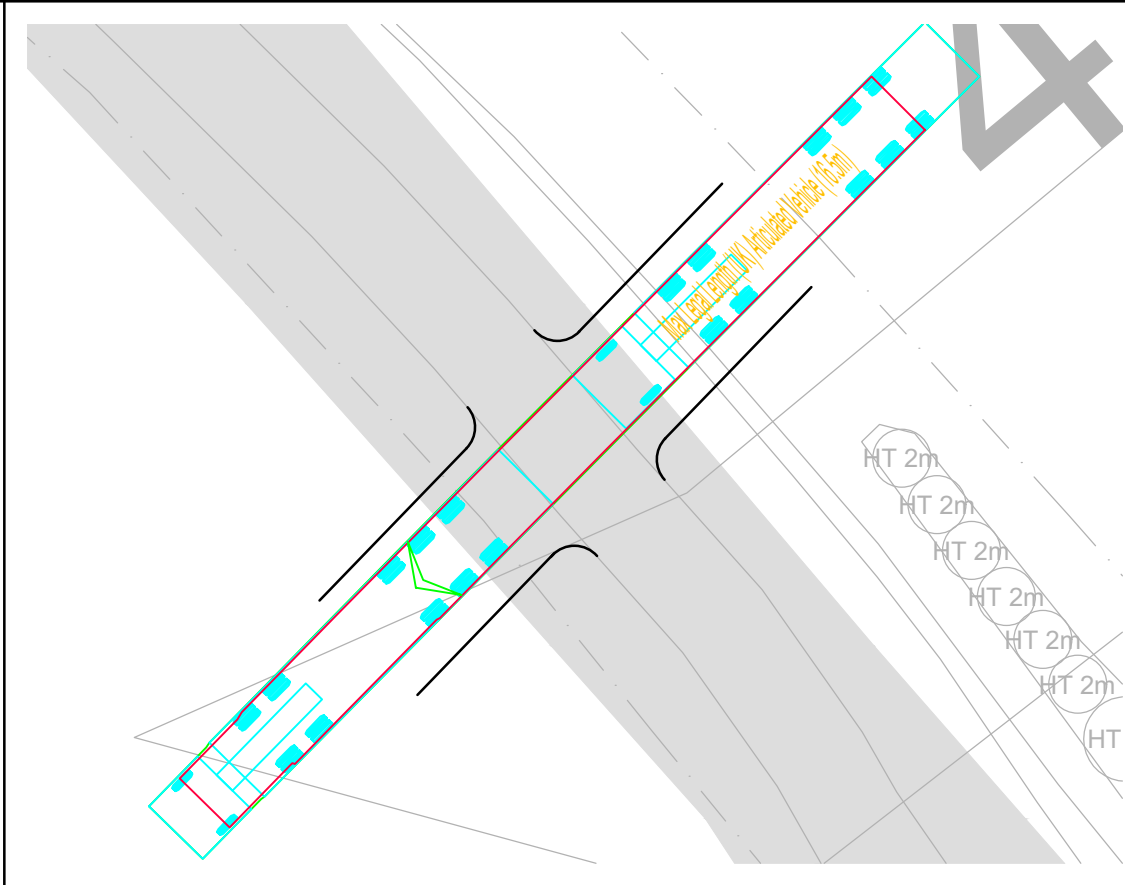 4
Max Legal Length (UK) Articulated Vehicle (16.5m)
HT 2m
HT 2m
HT 2m
HT 2m
HT 2m
HT 2m
HT